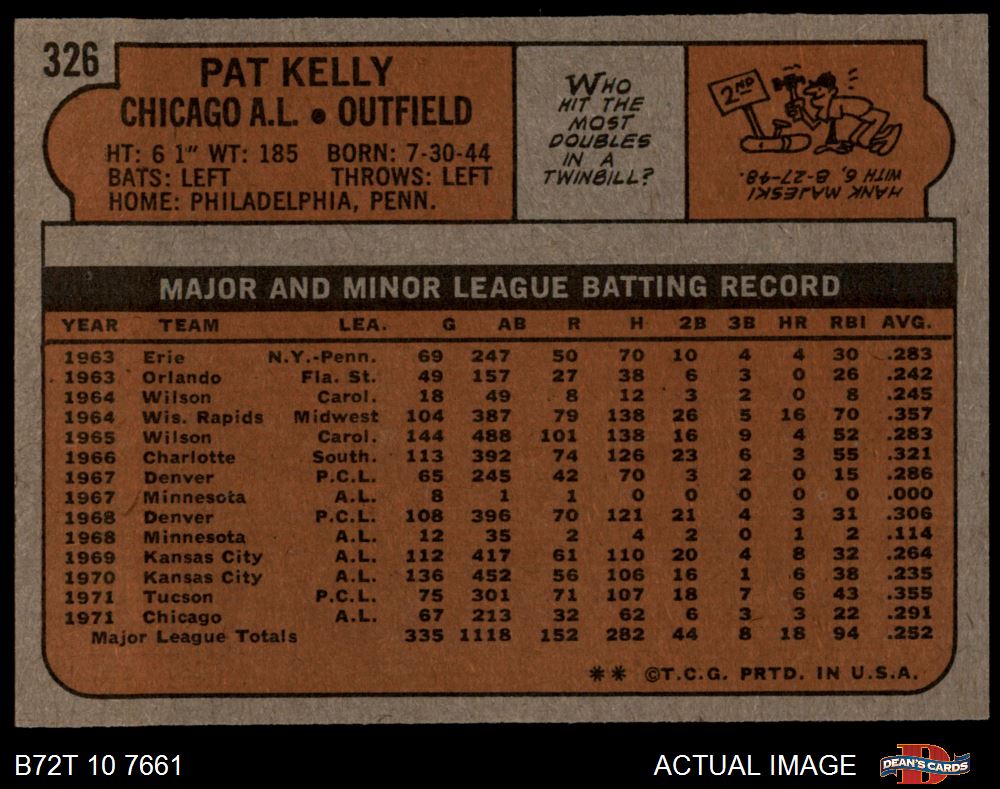 326
PAT KELLY
CHICAGO A.L. • OUTFIELD
HT: 6 1" WT: 185 BORN: 7-30-44
BATS: LEFT THROWS: LEFT
HOME: PHILADELPHIA, PENN.
WHO
HIT THE
MOST
DOUBLES
IN A
TWINBILL?
2ND
HANK MAJESKI
WITH 6, 8-27-48.
MAJOR AND MINOR LEAGUE BATTING RECORD
YEAR TEAM LEA. G AB R H 2B 3B HR RBI AVG.
1963 Erie N.Y.-Penn. 69 247 50 70 10 4 4 30 .283
1963 Orlando Fla. St. 49 157 27 38 6 3 0 26 .242
1964 Wilson Carol. 18 49 8 12 3 2 0 8 .245
1964 Wis. Rapids Midwest 104 387 79 138 26 5 16 70 .357
1965 Wilson Carol. 144 488 101 138 16 9 4 52 .283
1966 Charlotte South. 113 392 74 126 23 6 3 55 .321
1967 Denver P.C.L. 65 245 42 70 3 2 0 15 .286
1967 Minnesota A.L. 8 1 1 0 0 0 0 0 .000
1968 Denver P.C.L. 108 396 70 121 21 4 3 31 .306
1968 Minnesota A.L. 12 35 2 4 2 0 1 2 .114
1969 Kansas City A.L. 112 417 61 110 20 4 8 32 .264
1970 Kansas City A.L. 136 452 56 106 16 1 6 38 .235
1971 Tucson P.C.L. 75 301 71 107 18 7 6 43 .355
1971 Chicago A.L. 67 213 32 62 6 3 3 22 .291
Major League Totals 335 1118 152 282 44 8 18 94 .252
** ©T.C.G. PRTD. IN U.S.A.
B72T 10 7661
ACTUAL IMAGE
DEAN'S CARDS